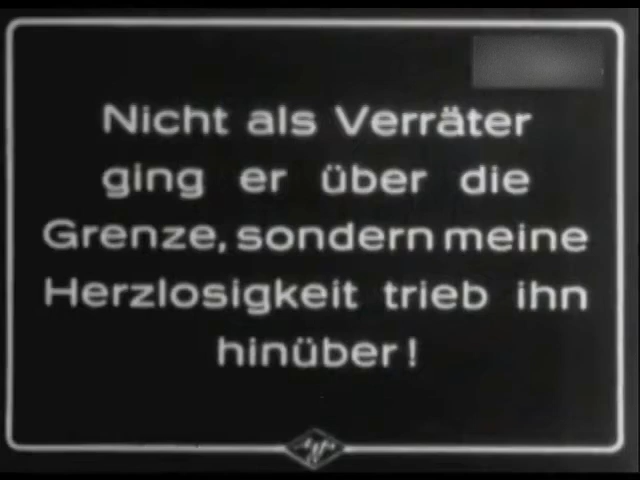 Nicht als Verräter
ging er über die
Grenze, sondern meine
Herzlosigkeit trieb ihn
hinüber!